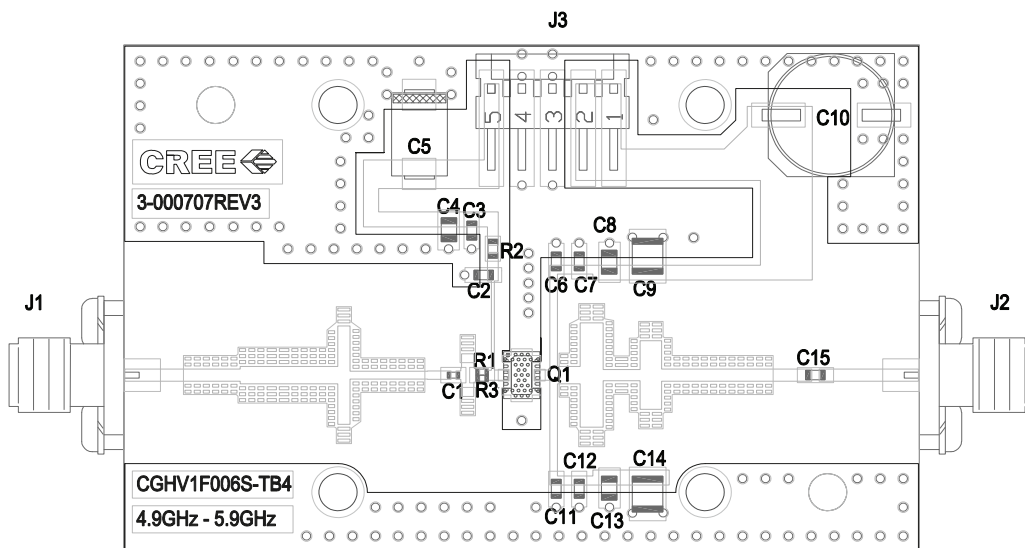 J3
5 4 3 2 1
C5
C10
CREE
3-000707REV3
C4 C3
C8
R2
C2
C6 C7 C9
J1
J2
R1
C15
Q1
C1 R3
CGHV1F006S-TB4
C12 C14
4.9GHz - 5.9GHz
C11 C13